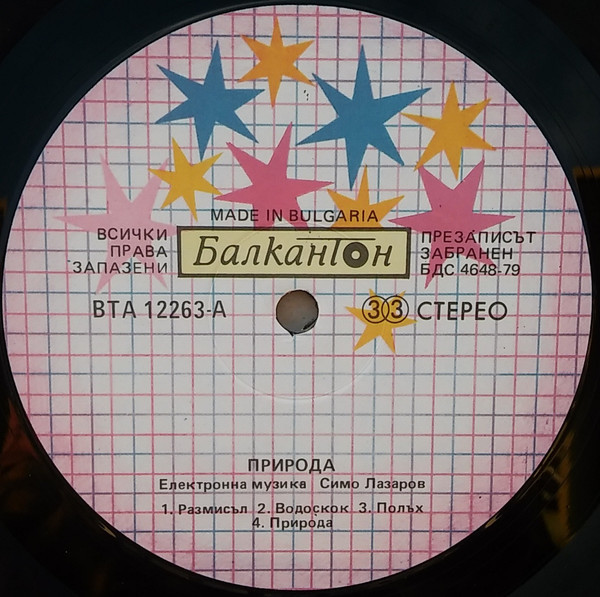 MADE IN BULGARIA
ВСИЧКИ
ПРАВА
ЗАПАЗЕНИ
Балкантон
ПРЕЗАПИСЪТ
ЗАБРАНЕН
БДС 4648-79
ВТА 12263-А
33 СТЕРЕО
ПРИРОДА
Електронна музика Симо Лазаров
1. Размисъл 2. Водоскок 3. Полъх
4. Природа